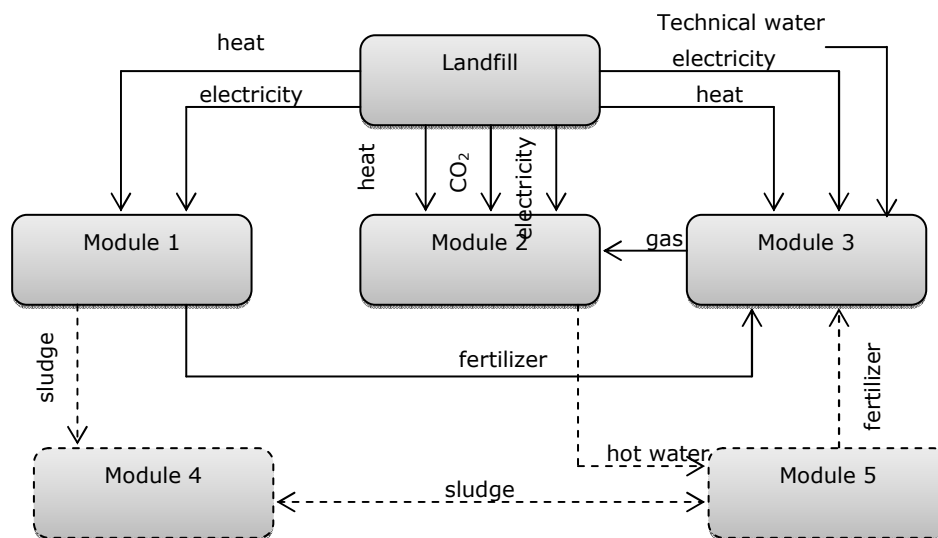 Technical water
heat
Landfill
electricity
electricity
heat
heat
CO₂
electricity
Module 1
Module 2
gas
Module 3
sludge
fertilizer
fertilizer
Module 4
hot water
Module 5
sludge